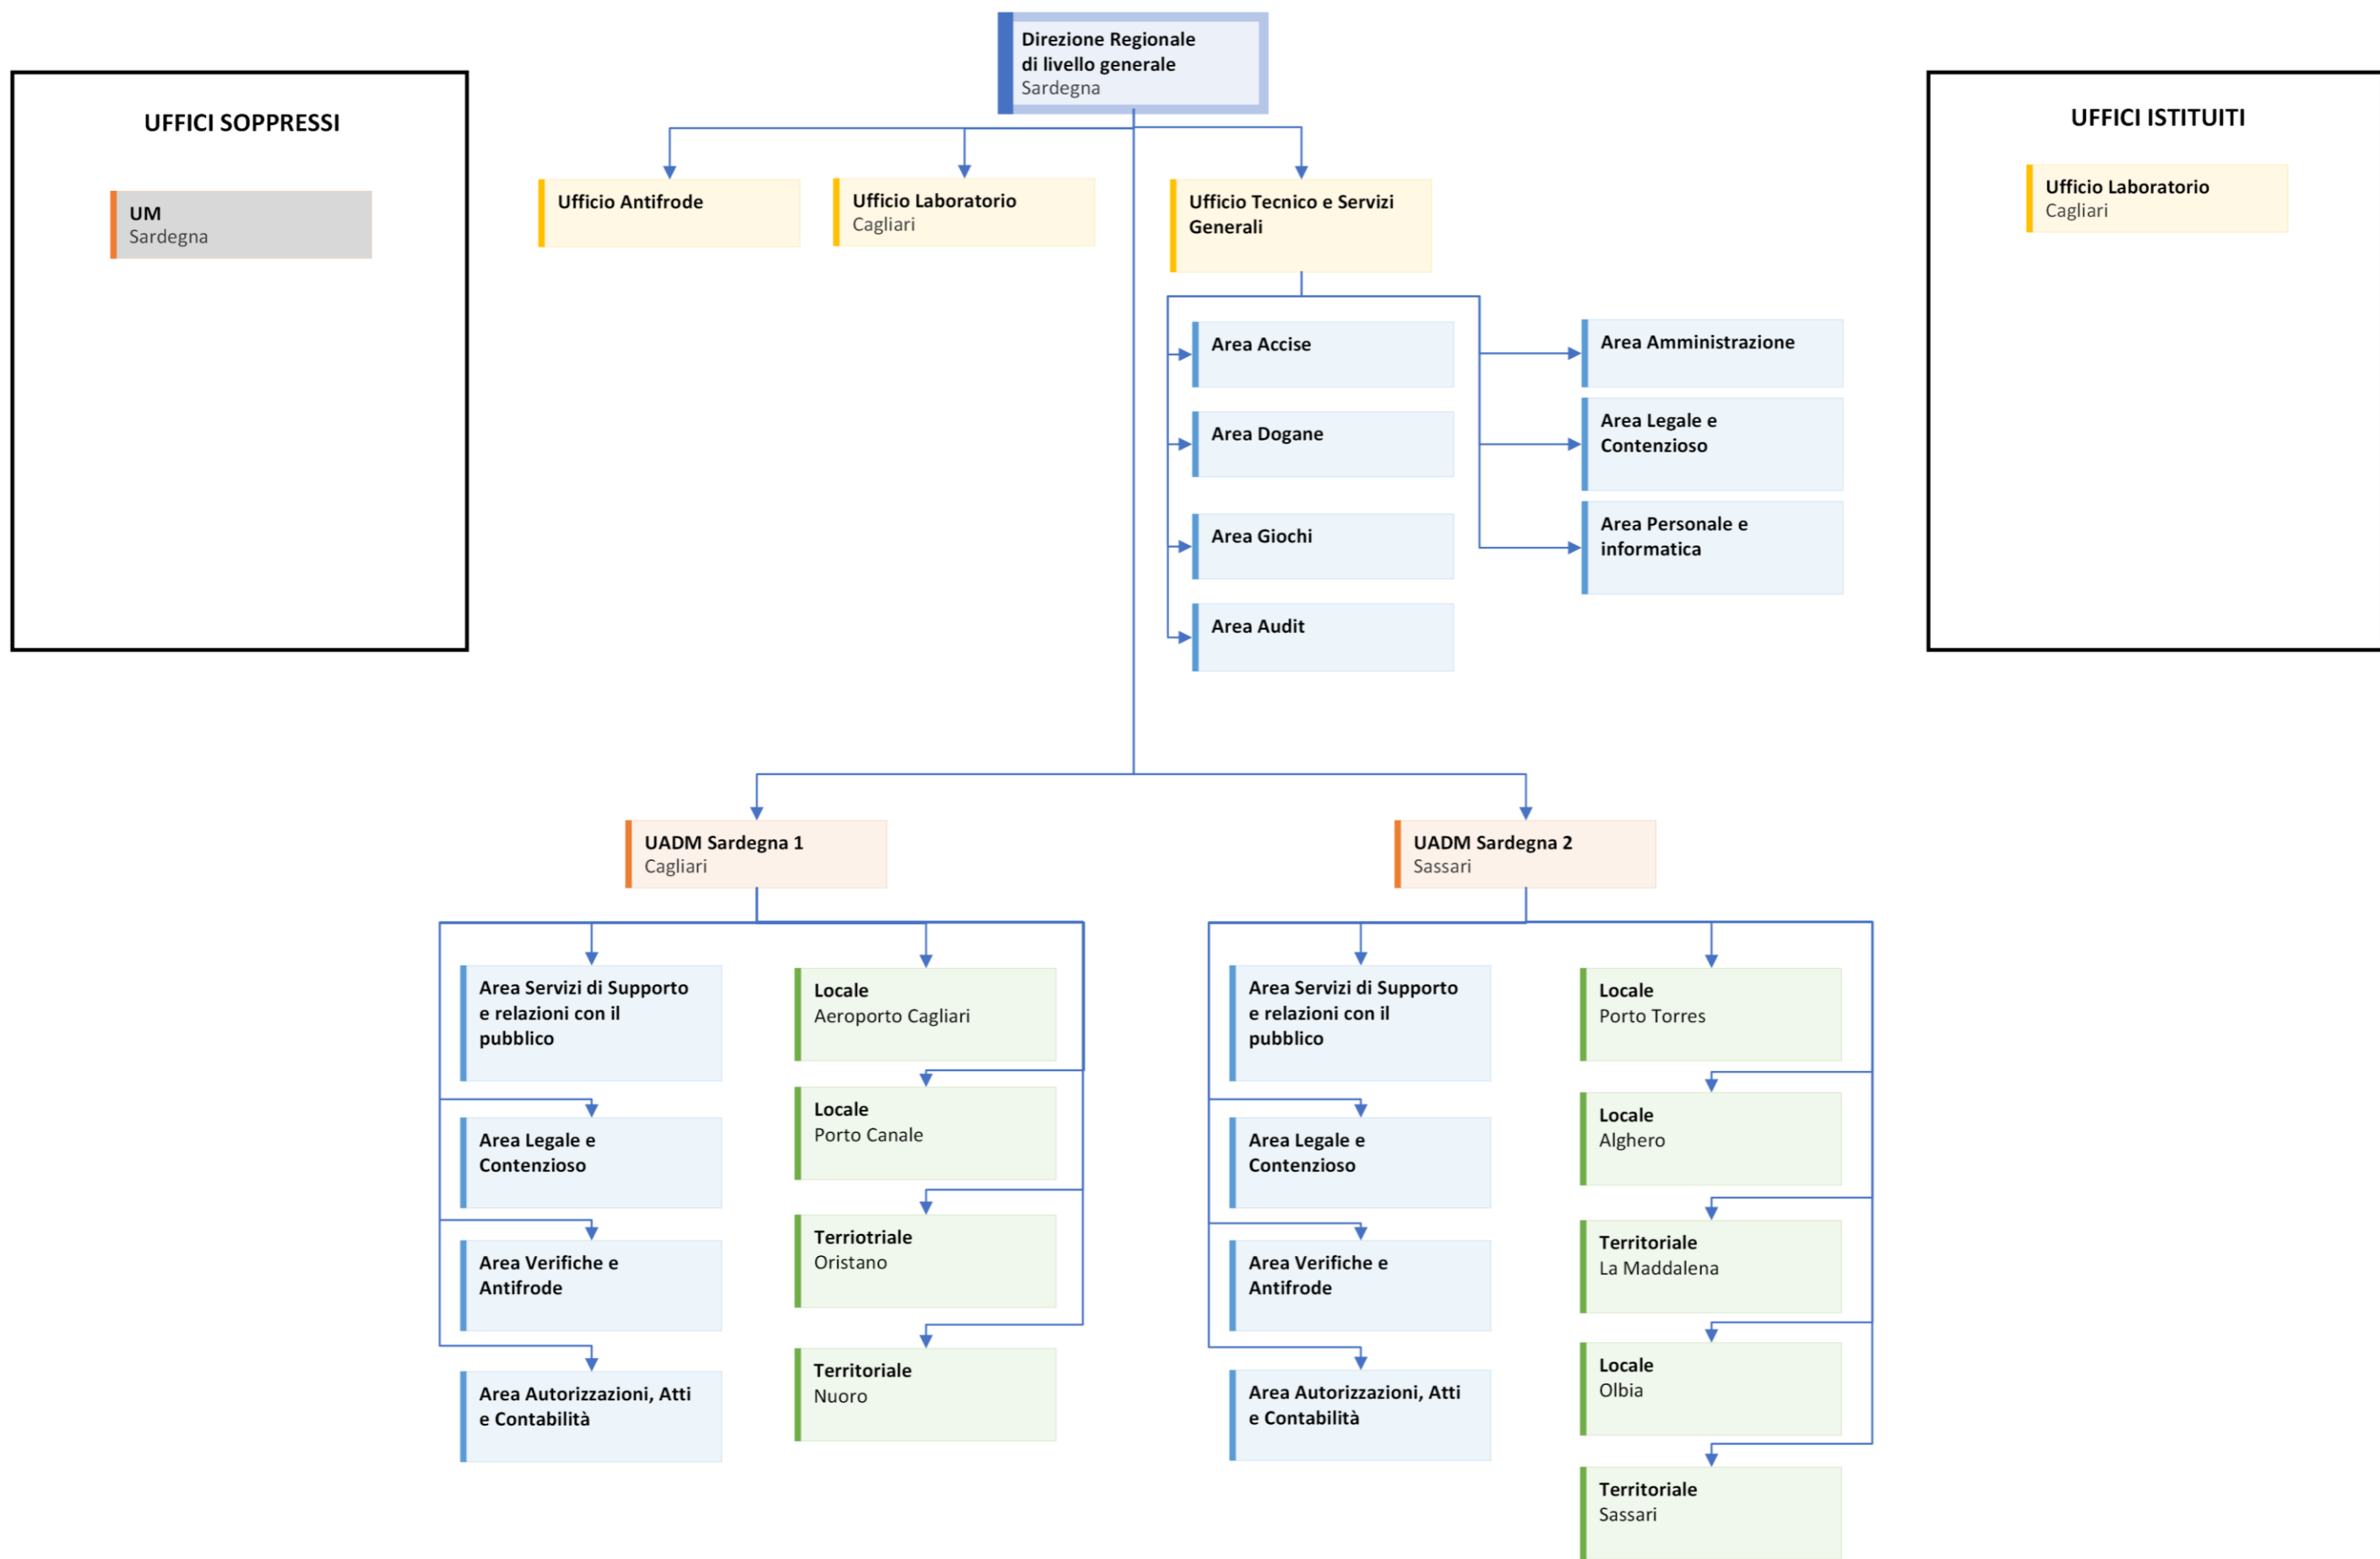 Direzione Regionale
di livello generale
Sardegna
UFFICI SOPPRESSI
UM
Sardegna
UFFICI ISTITUITI
Ufficio Laboratorio
Cagliari
Ufficio Antifrode
Ufficio Laboratorio
Cagliari
Ufficio Tecnico e Servizi
Generali
Area Accise
Area Dogane
Area Giochi
Area Audit
Area Amministrazione
Area Legale e
Contenzioso
Area Personale e
informatica
UADM Sardegna 1
Cagliari
Area Servizi di Supporto
e relazioni con il
pubblico
Area Legale e
Contenzioso
Area Verifiche e
Antifrode
Area Autorizzazioni, Atti
e Contabilità
Locale
Aeroporto Cagliari
Locale
Porto Canale
Terriotriale
Oristano
Territoriale
Nuoro
UADM Sardegna 2
Sassari
Area Servizi di Supporto
e relazioni con il
pubblico
Area Legale e
Contenzioso
Area Verifiche e
Antifrode
Area Autorizzazioni, Atti
e Contabilità
Locale
Porto Torres
Locale
Alghero
Territoriale
La Maddalena
Locale
Olbia
Territoriale
Sassari